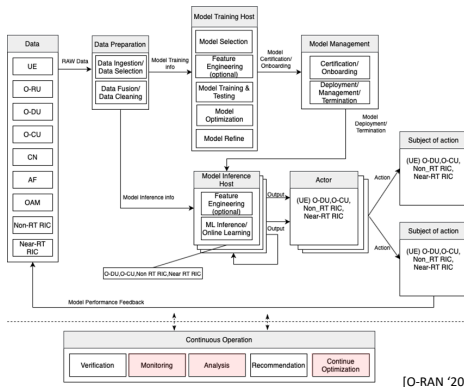 Data
UE
O-RU
O-DU
O-CU
CN
AF
OAM
Non-RT RIC
Near-RT
RIC
RAW Data
Data Preparation
Data Ingestion/
Data Selection
Data Fusion/
Data Cleaning
Model Training
info
Model Inference info
Model Training Host
Model Selection
Feature
Engineering
(optional)
Model Training &
Testing
Model
Optimization
Model Refine
Model
Certification/
Onboarding
Model Management
Certification/
Onboarding
Deployment/
Management/
Termination
Model
Deployment/
Termination
Model Inference
Host
Feature
Engineering
(optional)
ML Inference/
Online Learning
O-DU,O-CU,Non RT RIC,Near RT RIC
Output
Output
Actor
(UE) O-DU,O-CU,
Non_RT RIC,
Near-RT RIC
Action
Action
Subject of action
(UE) O-DU,O-CU,
Non_RT RIC,
Near-RT RIC
Subject of action
(UE) O-DU,O-CU,
Non_RT RIC,
Near-RT RIC
Model Performance Feedback
Continuous Operation
Verification
Monitoring
Analysis
Recommendation
Continue
Optimization
[O-RAN '20